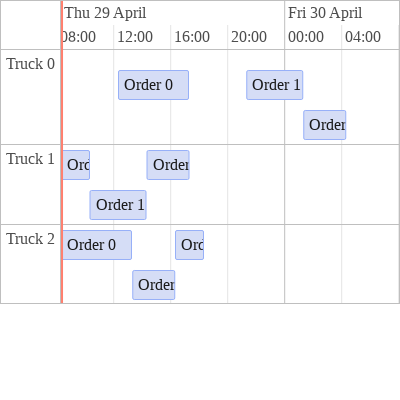 Thu 29 April
Fri 30 April
08:00 12:00 16:00 20:00 00:00 04:00
Truck 0
Order 0
Order 1
Order
Truck 1
Ord
Order
Order 1
Truck 2
Order 0
Ord
Order